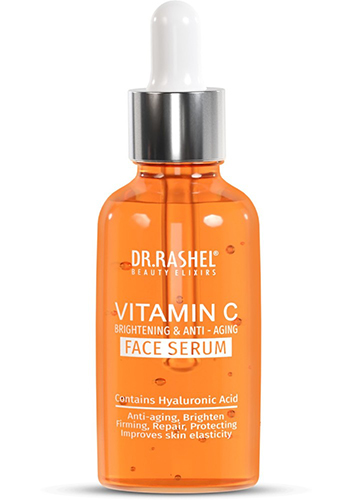 DR.RASHEL®
BEAUTY ELIXIRS
VITAMIN C
BRIGHTENING & ANTI - AGING
FACE SERUM
Contains Hyaluronic Acid
Anti-aging, Brighten
Firming, Repair, Protecting
Improves skin elasticity